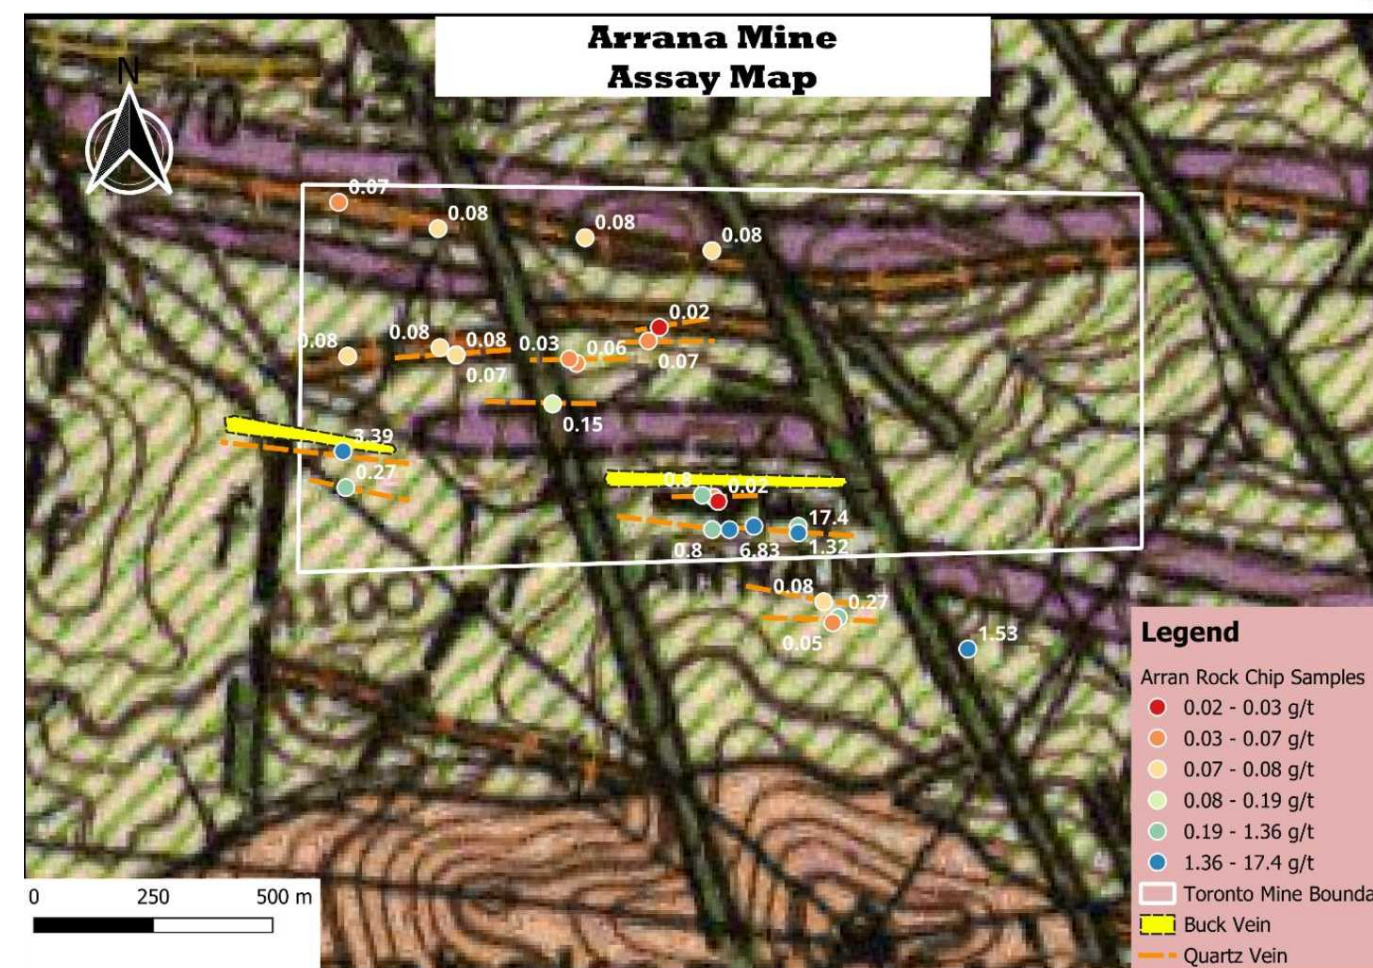 Arrana Mine
Assay Map
N
0.07
0.08
0.08
0.08
0.02
0.08
0.08
0.08
0.03
0.06
0.07
0.07
0.15
3.39
0.27
0.8
0.02
17.4
0.8
6.83
1.32
0.08
0.27
0.05
1.53
Legend
Arran Rock Chip Samples
0.02 - 0.03 g/t
0.03 - 0.07 g/t
0.07 - 0.08 g/t
0.08 - 0.19 g/t
0.19 - 1.36 g/t
1.36 - 17.4 g/t
Toronto Mine Bounda
Buck Vein
Quartz Vein
0 250 500 m